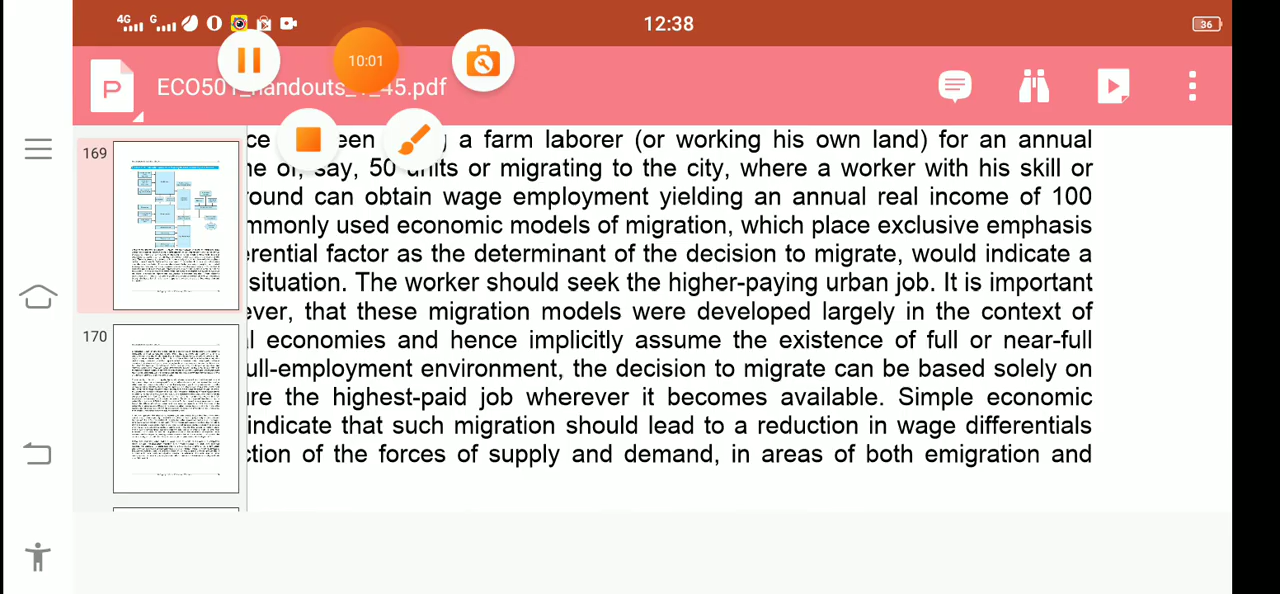 4G G 12:38 36
10:01
P ECO501_handouts_1_45.pdf
169
a farm laborer (or working his own land) for an annual
say, 50 units or migrating to the city, where a worker with his skill or
ound can obtain wage employment yielding an annual real income of 100
mmonly used economic models of migration, which place exclusive emphasis
erential factor as the determinant of the decision to migrate, would indicate a
situation. The worker should seek the higher-paying urban job. It is important
ever, that these migration models were developed largely in the context of
170
l economies and hence implicitly assume the existence of full or near-full
ull-employment environment, the decision to migrate can be based solely on
re the highest-paid job wherever it becomes available. Simple economic
indicate that such migration should lead to a reduction in wage differentials
ction of the forces of supply and demand, in areas of both emigration and